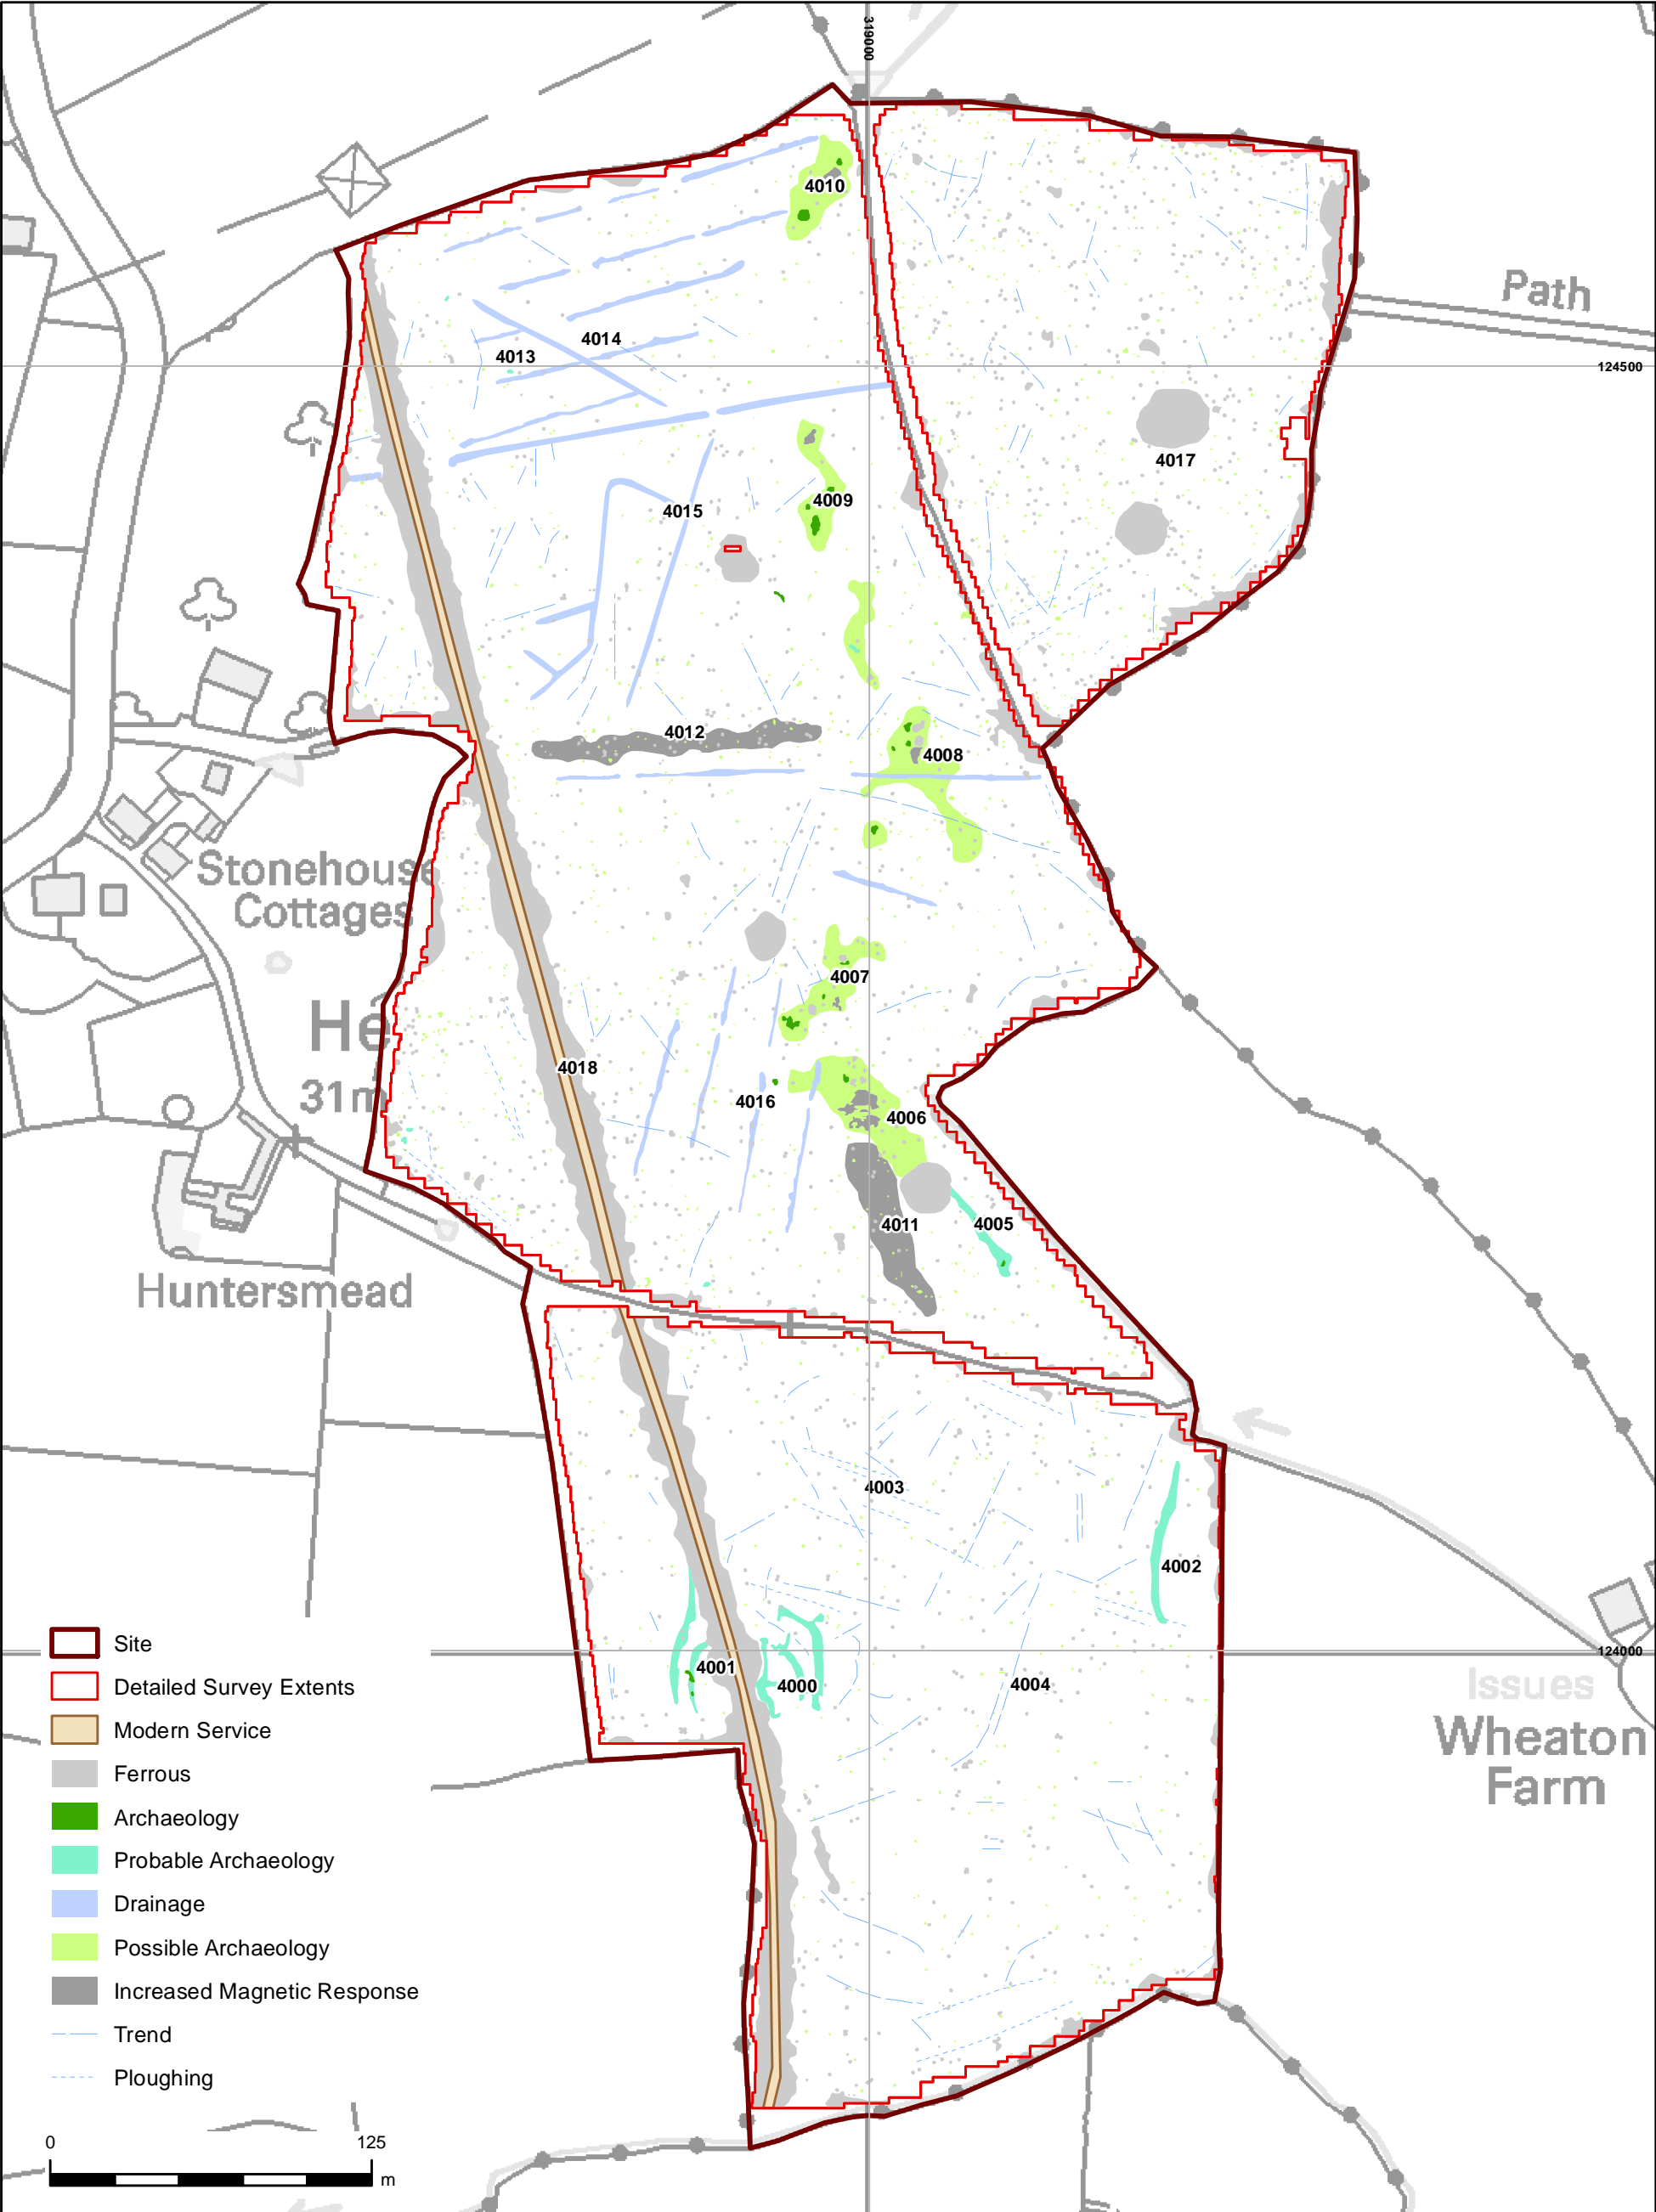 319000
4010
Path
4014
4013
124500
4017
4009
4015
4012
4008
Stonehouse
Cottages
4007
He
4018
31m
4016
4006
4011
4005
Huntersmead
4003
4002
124000
4001
4000
4004
Issues
Wheaton
Farm
Site
Detailed Survey Extents
Modern Service
Ferrous
Archaeology
Probable Archaeology
Drainage
Possible Archaeology
Increased Magnetic Response
Trend
Ploughing
0 125
m